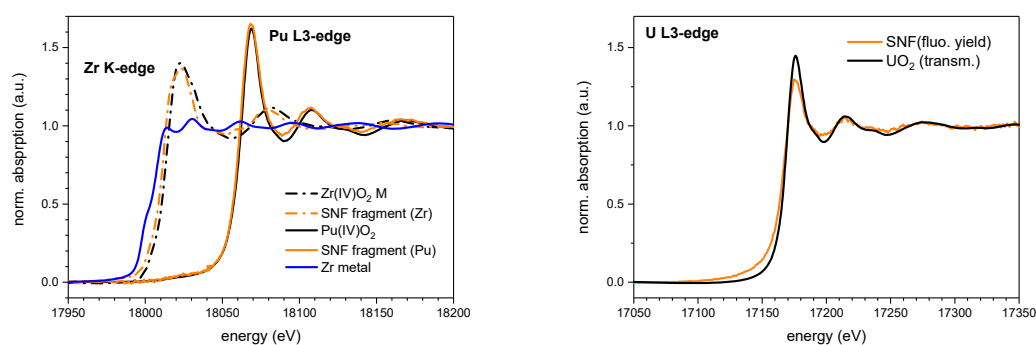 Pu L3-edge
Zr K-edge
norm. absprption (a.u.)
1.5
1.0
0.5
0.0
Zr(IV)O₂ M
SNF fragment (Zr)
Pu(IV)O₂
SNF fragment (Pu)
Zr metal
17950 18000 18050 18100 18150 18200
energy (eV)
U L3-edge
SNF(fluo. yield)
UO₂ (transm.)
norm. absorption (a.u.)
1.5
1.0
0.5
0.0
17050 17100 17150 17200 17250 17300 17350
energy (eV)